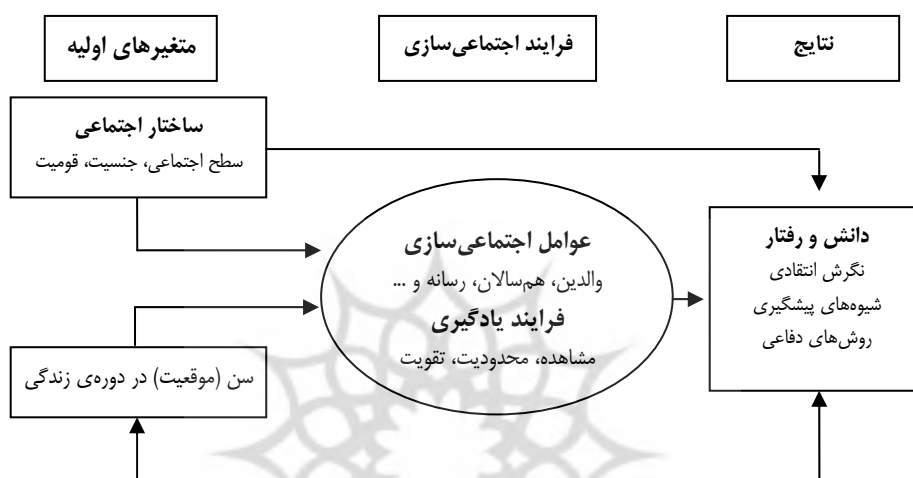 متغیرهای اولیه
فرایند اجتماعی‌سازی
نتایج
ساختار اجتماعی
سطح اجتماعی، جنسیت، قومیت
عوامل اجتماعی‌سازی
والدین، هم‌سالان، رسانه و ...
فرایند یادگیری
مشاهده، محدودیت، تقویت
دانش و رفتار
نگرش انتقادی
شیوه‌های پیشگیری
روش‌های دفاعی
سن (موقعیت) در دوره‌ی زندگی